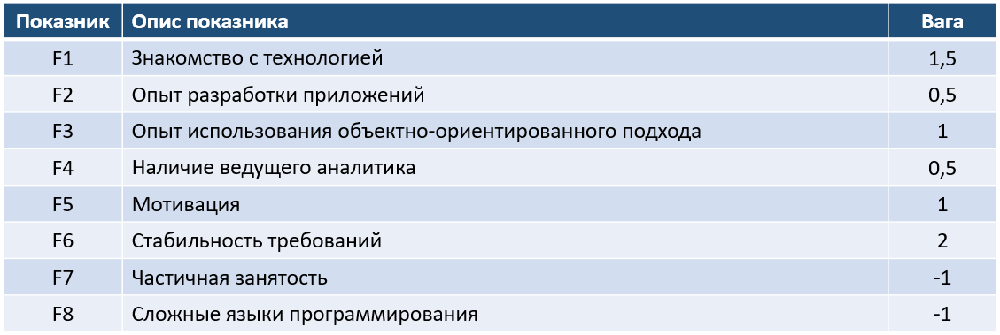 Показник Опис показника Вага
F1 Знакомство с технологией 1,5
F2 Опыт разработки приложений 0,5
F3 Опыт использования объектно-ориентированного подхода 1
F4 Наличие ведущего аналитика 0,5
F5 Мотивация 1
F6 Стабильность требований 2
F7 Частичная занятость -1
F8 Сложные языки программирования -1